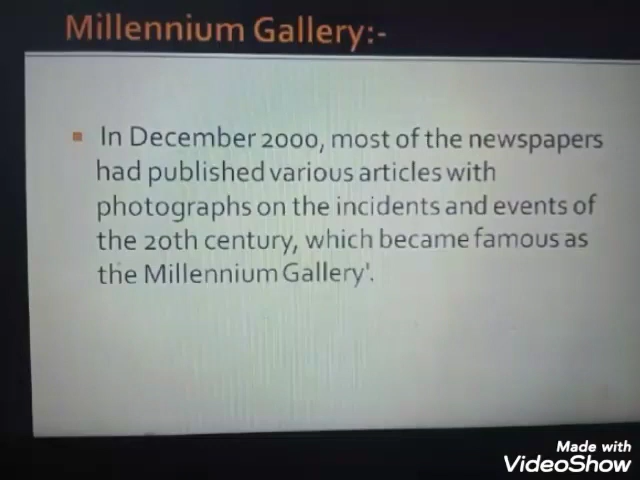 Millennium Gallery:-
In December 2000, most of the newspapers
had published various articles with
photographs on the incidents and events of
the 20th century, which became famous as
the Millennium Gallery'.
Made with
VideoShow